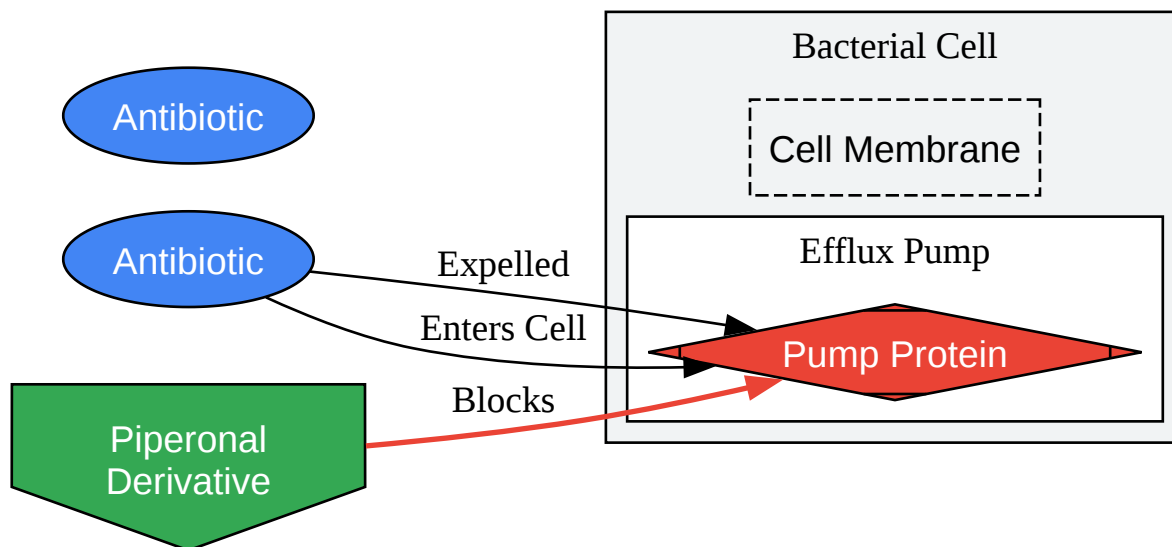 Bacterial Cell
Antibiotic
Cell Membrane
Antibiotic
Expelled
Efflux Pump
Enters Cell
Pump Protein
Blocks
Piperonal
Derivative